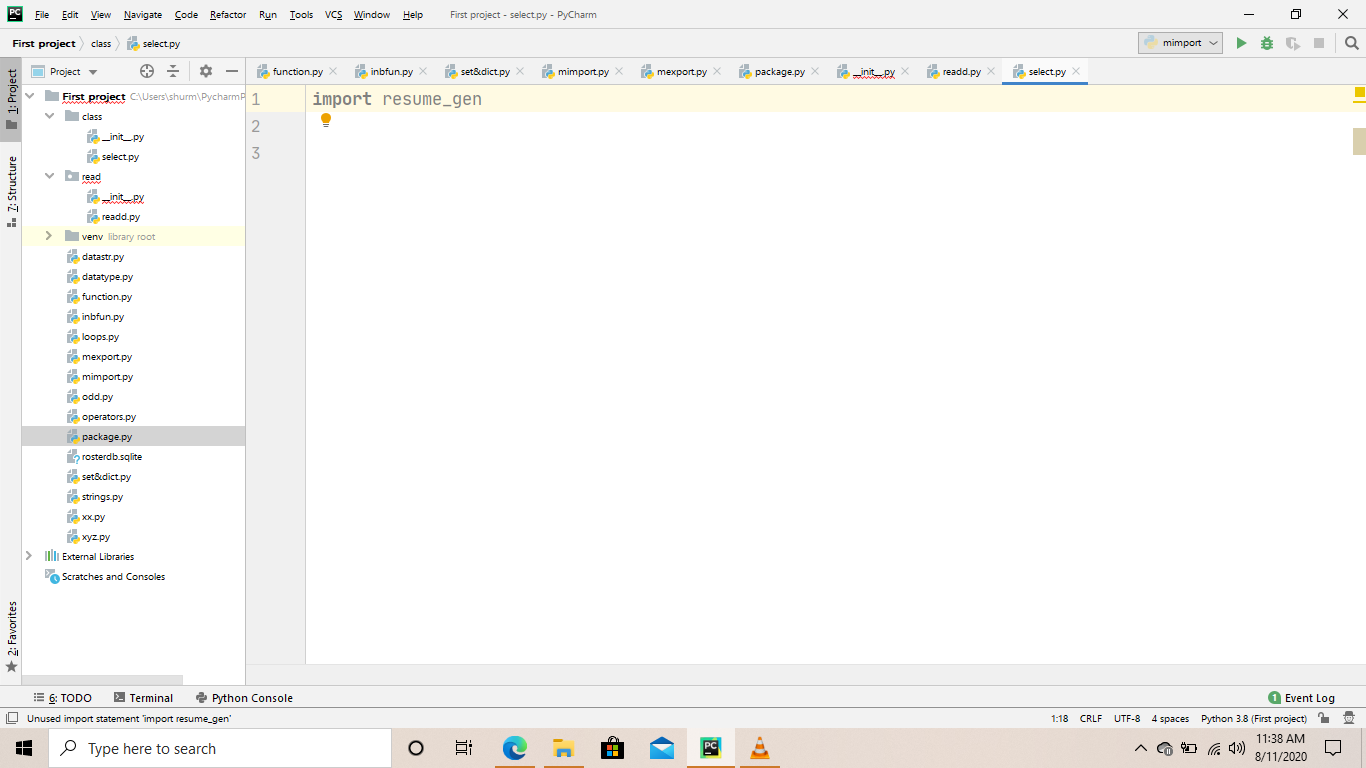 File Edit View Navigate Code Refactor Run Tools VCS Window Help First project - select.py - PyCharm
First project class select.py mimport
Project function.py inbfun.py set&dict.py mimport.py mexport.py package.py __init__.py readd.py select.py
1: Project
7: Structure
2: Favorites
First project C:\Users\shurm\PycharmP
class
__init__.py
select.py
read
__init__.py
readd.py
venv library root
datastr.py
datatype.py
function.py
inbfun.py
loops.py
mexport.py
mimport.py
odd.py
operators.py
package.py
rosterdb.sqlite
set&dict.py
strings.py
xx.py
xyz.py
External Libraries
Scratches and Consoles
1 import resume_gen
2
3
6: TODO Terminal Python Console 1 Event Log
Unused import statement 'import resume_gen' 1:18 CRLF UTF-8 4 spaces Python 3.8 (First project)
Type here to search
11:38 AM
8/11/2020